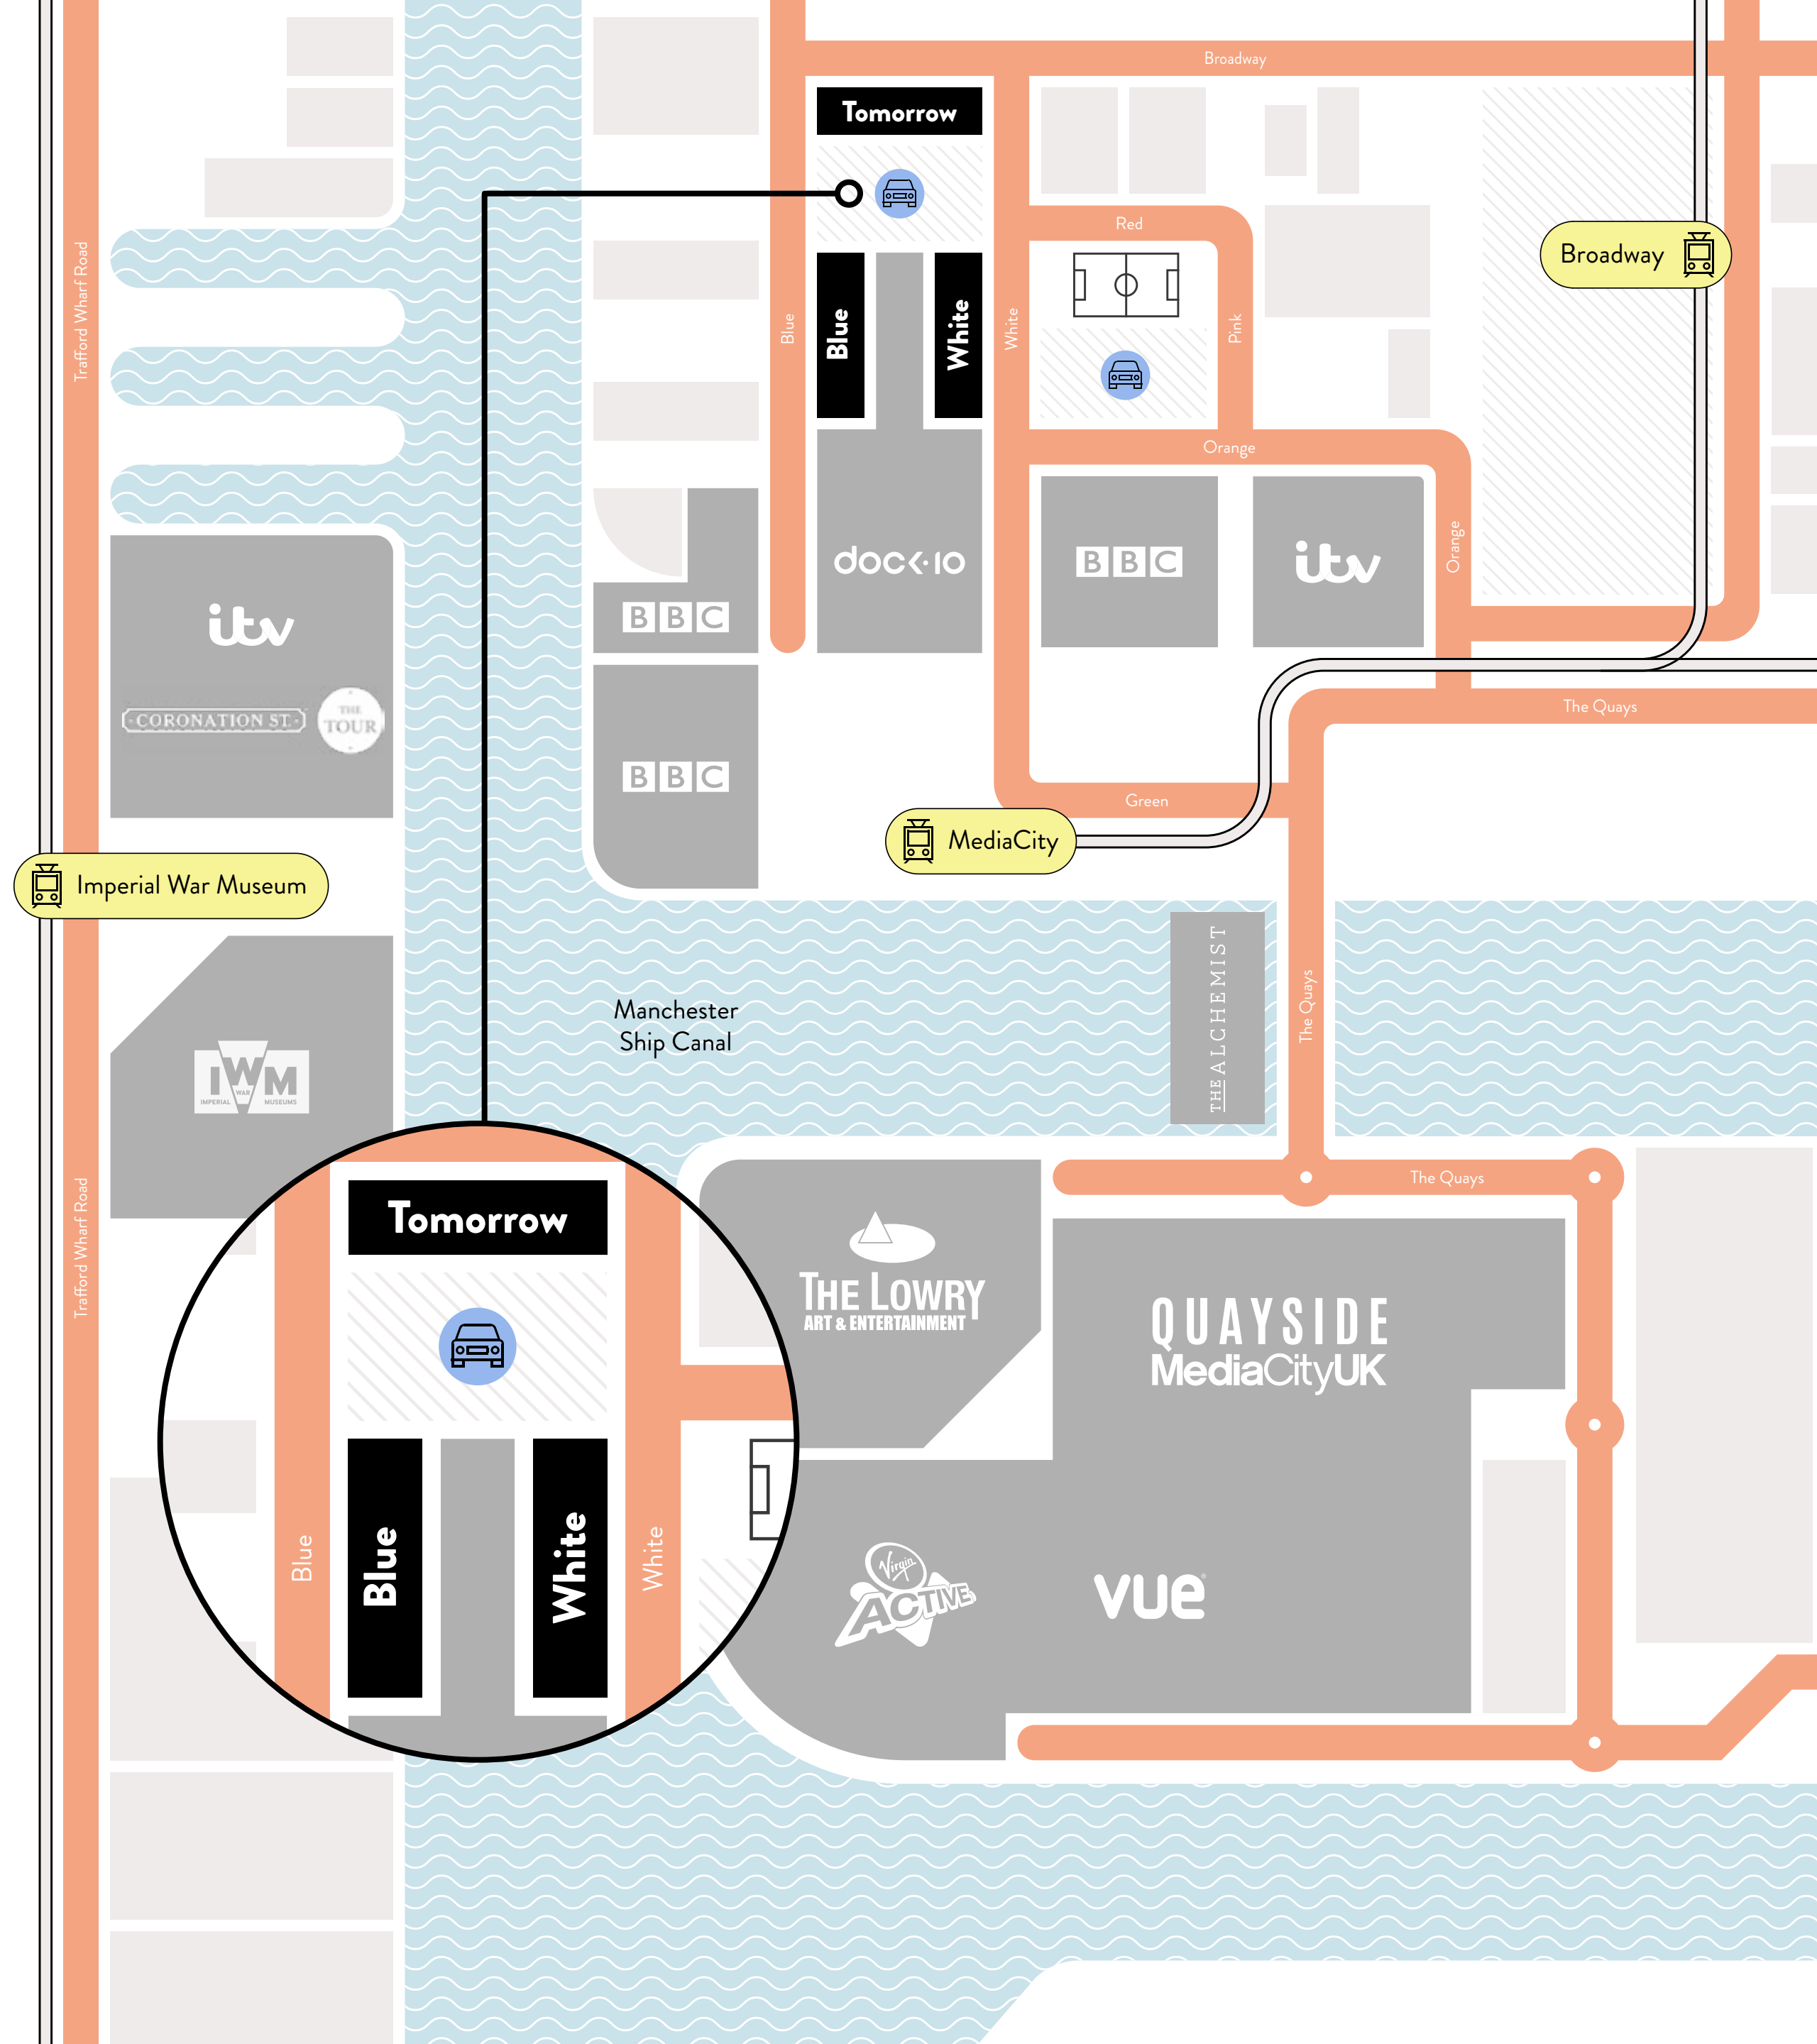 Broadway
Tomorrow
Trafford Wharf Road
Blue
Blue
White
White
Red
Pink
Broadway
Orange
Orange
dock10
BBC
itv
BBC
itv
CORONATION ST.
THE
TOUR
The Quays
BBC
Green
MediaCity
Imperial War Museum
Manchester
Ship Canal
THE ALCHEMIST
The Quays
IWM
IMPERIAL WAR MUSEUMS
Trafford Wharf Road
The Quays
Tomorrow
THE LOWRY
ART & ENTERTAINMENT
QUAYSIDE
MediaCityUK
Blue
Blue
White
White
Virgin
ACTIVE
vue